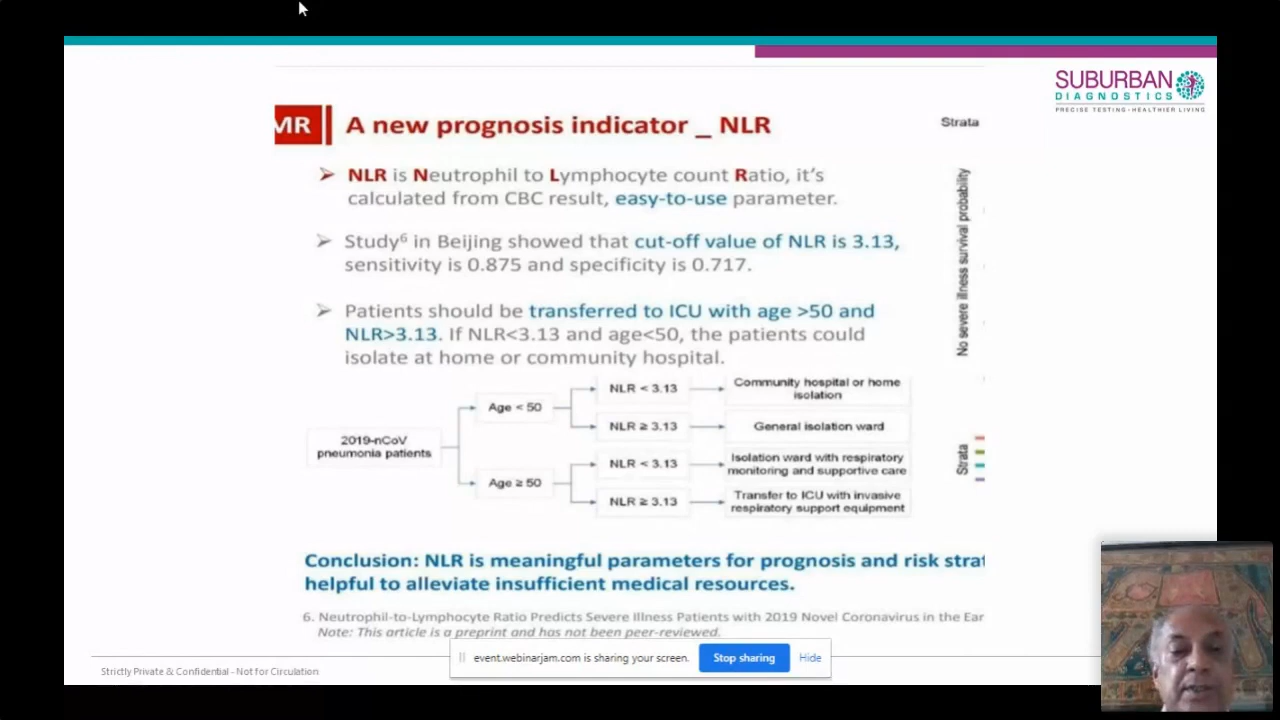 SUBURBAN
DIAGNOSTICS
PRECISE TESTING - HEALTHIER LIVING
MR
A new prognosis indicator _ NLR
Strata
➢ NLR is Neutrophil to Lymphocyte count Ratio, it's
calculated from CBC result, easy-to-use parameter.
➢ Study6 in Beijing showed that cut-off value of NLR is 3.13,
sensitivity is 0.875 and specificity is 0.717.
➢ Patients should be transferred to ICU with age >50 and
NLR>3.13. If NLR<3.13 and age<50, the patients could
isolate at home or community hospital.
No severe illness survival probability
Strata
2019-nCoV
pneumonia patients
Age < 50
NLR < 3.13
Community hospital or home
isolation
NLR ≥ 3.13
General isolation ward
Age ≥ 50
NLR < 3.13
Isolation ward with respiratory
monitoring and supportive care
NLR ≥ 3.13
Transfer to ICU with invasive
respiratory support equipment
Conclusion: NLR is meaningful parameters for prognosis and risk strat
helpful to alleviate insufficient medical resources.
6. Neutrophil-to-Lymphocyte Ratio Predicts Severe Illness Patients with 2019 Novel Coronavirus in the Ear
Note: This article is a preprint and has not been peer-reviewed.
event.webinarjam.com is sharing your screen.
Stop sharing
Hide
Strictly Private & Confidential - Not for Circulation